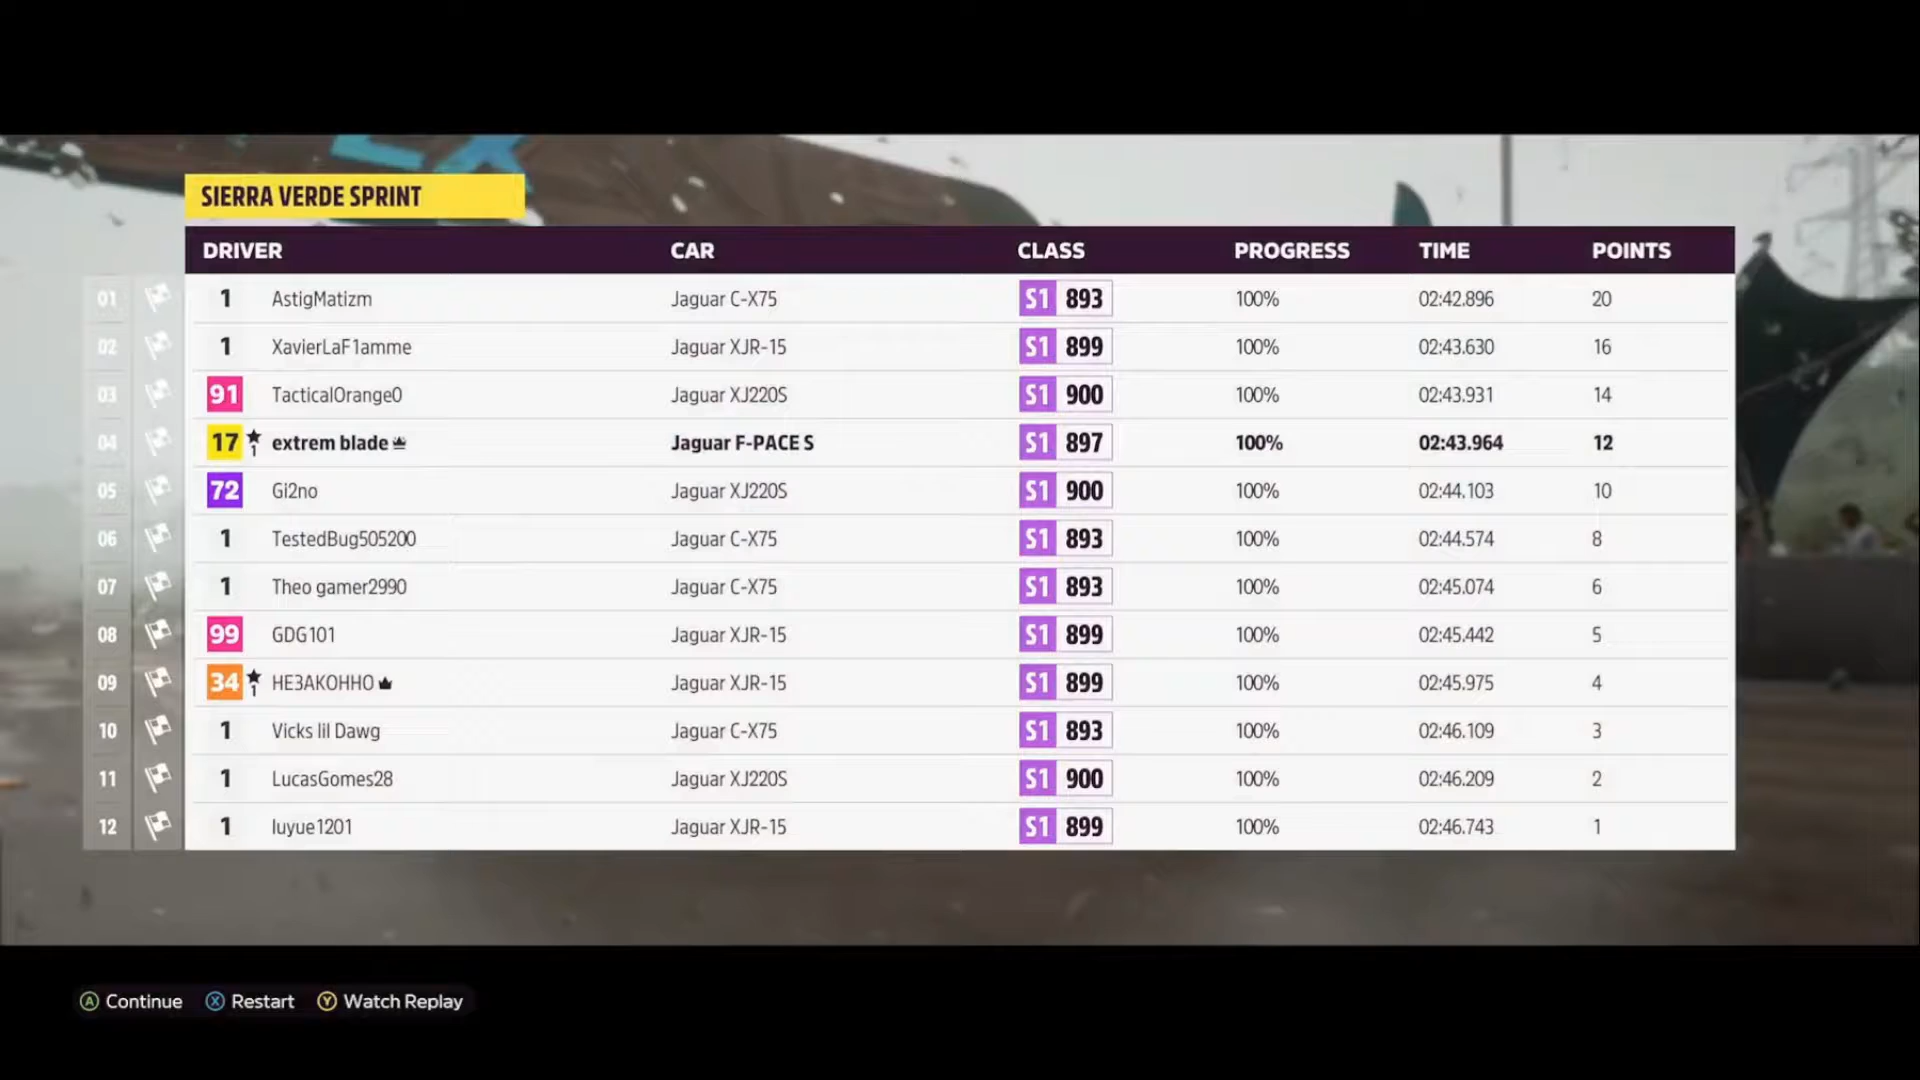 EX
SIERRA VERDE SPRINT
DRIVER CAR CLASS PROGRESS TIME POINTS
01 1 AstigMatizm Jaguar C-X75 S1 893 100% 02:42.896 20
02 1 XavierLaF1amme Jaguar XJR-15 S1 899 100% 02:43.630 16
03 91 TacticalOrange0 Jaguar XJ220S S1 900 100% 02:43.931 14
04 17 1 extrem blade Jaguar F-PACE S S1 897 100% 02:43.964 12
05 72 Gi2no Jaguar XJ220S S1 900 100% 02:44.103 10
06 1 TestedBug505200 Jaguar C-X75 S1 893 100% 02:44.574 8
07 1 Theo gamer2990 Jaguar C-X75 S1 893 100% 02:45.074 6
08 99 GDG101 Jaguar XJR-15 S1 899 100% 02:45.442 5
09 34 1 НЕЗАКОННО Jaguar XJR-15 S1 899 100% 02:45.975 4
10 1 Vicks lil Dawg Jaguar C-X75 S1 893 100% 02:46.109 3
11 1 LucasGomes28 Jaguar XJ220S S1 900 100% 02:46.209 2
12 1 luyue1201 Jaguar XJR-15 S1 899 100% 02:46.743 1
A Continue X Restart Y Watch Replay